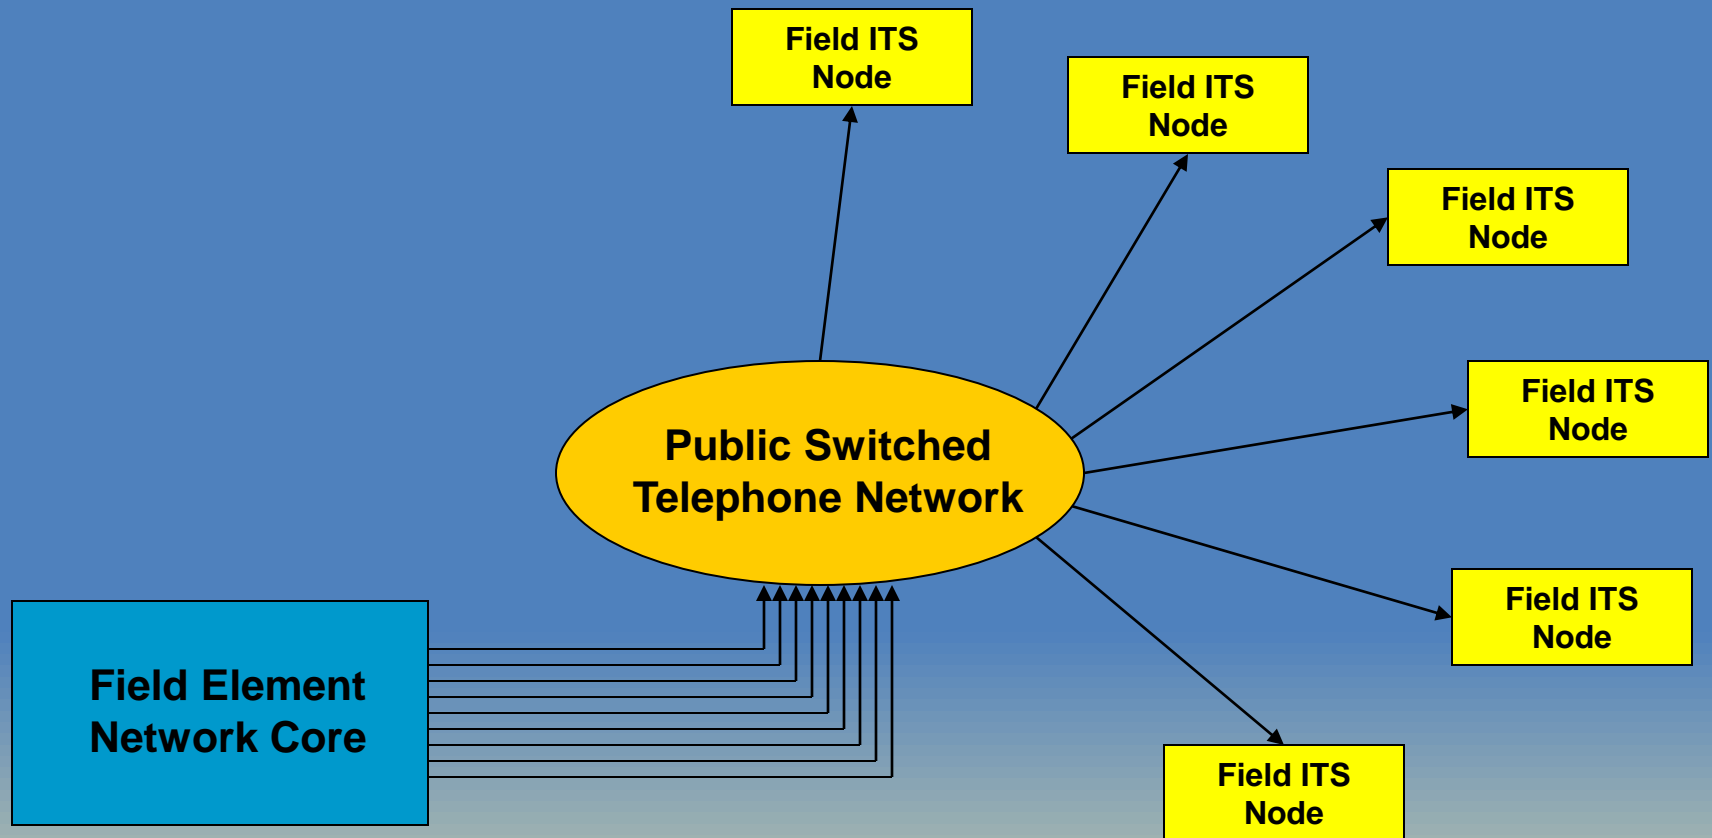 Field ITS
Node
Field ITS
Node
Field ITS
Node
Field ITS
Node
Public Switched
Telephone Network
Field ITS
Node
Field Element
Network Core
Field ITS
Node